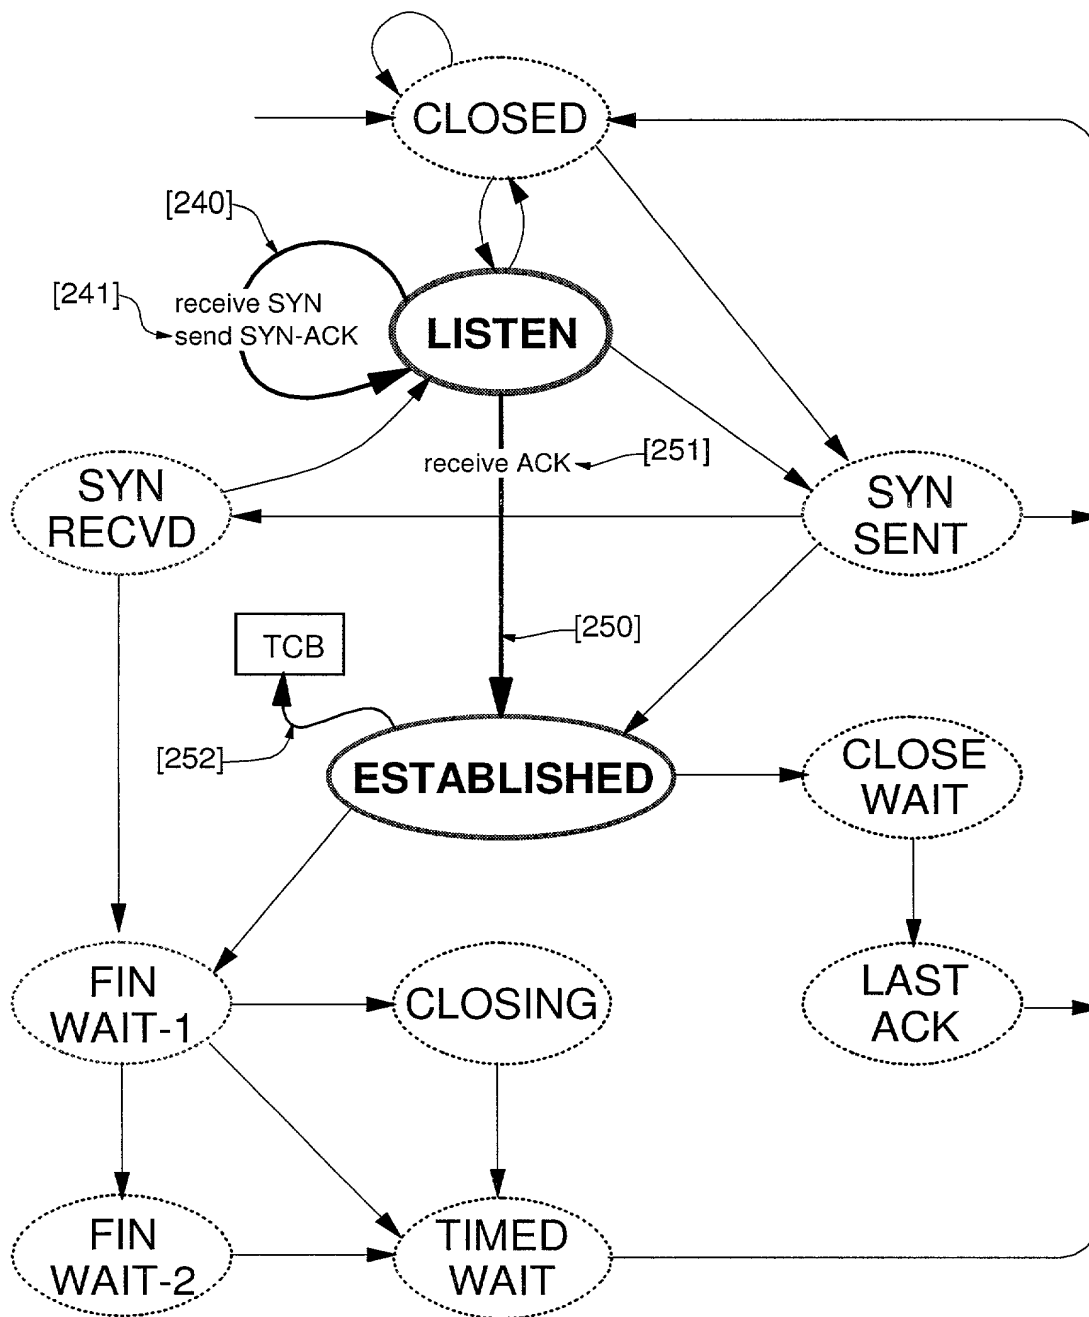 CLOSED
[240]
[241]
receive SYN
send SYN-ACK
LISTEN
receive ACK
[251]
SYN
RECVD
SYN
SENT
[250]
TCB
[252]
ESTABLISHED
CLOSE
WAIT
FIN
WAIT-1
CLOSING
LAST
ACK
FIN
WAIT-2
TIMED
WAIT